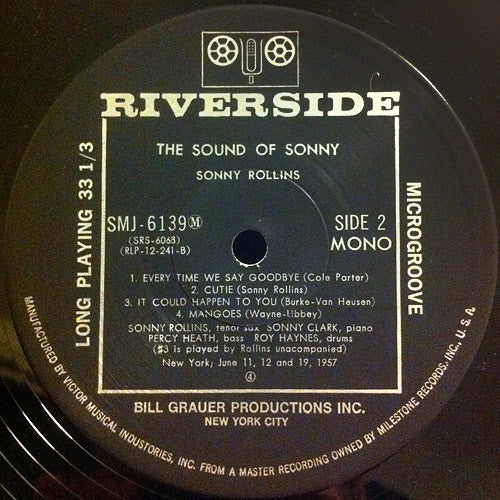 RIVERSIDE
THE SOUND OF SONNY
SONNY ROLLINS
SMJ-6139 Ⓜ
(SRS-6063)
(RLP-12-241-B)
SIDE 2
MONO
1. EVERY TIME WE SAY GOODBYE (Cole Porter)
2. CUTIE (Sonny Rollins)
3. IT COULD HAPPEN TO YOU (Burke-Van Heusen)
4. MANGOES (Wayne-Libbey)
SONNY ROLLINS, tenor sax SONNY CLARK, piano
PERCY HEATH, bass ROY HAYNES, drums
(#3 is played by Rollins unaccompanied)
New York; June 11, 12 and 19, 1957
④
BILL GRAUER PRODUCTIONS INC.
NEW YORK CITY
LONG PLAYING 33 1/3
MICROGROOVE
MANUFACTURED BY VICTOR MUSICAL INDUSTRIES, INC. FROM A MASTER RECORDING OWNED BY MILESTONE RECORDS, INC., U.S.A.